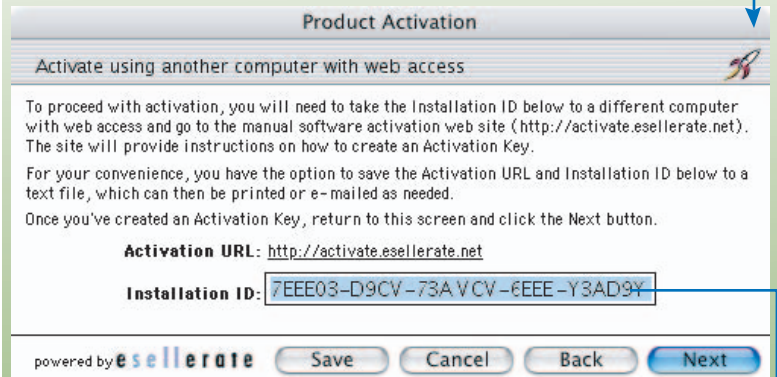 Product Activation
Activate using another computer with web access
To proceed with activation, you will need to take the Installation ID below to a different computer
with web access and go to the manual software activation web site (http://activate.esellerate.net).
The site will provide instructions on how to create an Activation Key.
For your convenience, you have the option to save the Activation URL and Installation ID below to a
text file, which can then be printed or e-mailed as needed.
Once you've created an Activation Key, return to this screen and click the Next button.
Activation URL: http://activate.esellerate.net
Installation ID: 7EEE03-D9CV-73AVCV-6EEE-Y3AD9Y
powered by esellerate Save Cancel Back Next